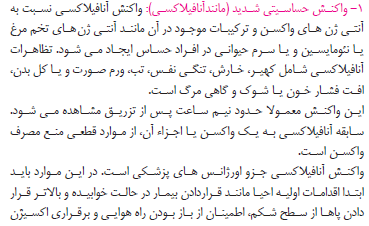 ۱- واکنش حساسیتی شدید (مانندآنافیلاکسی): واکنش آنافیلاکسی نسبت به
آنتی ژن های واکسن و ترکیبات موجود در آن مانند آنتی ژن های تخم مرغ
یا نئومایسین و یا سرم حیوانی در افراد حساس ایجاد می شود. تظاهرات
آنافیلاکسی شامل کهیر، خارش، تنگی نفس، تب، ورم صورت و یا کل بدن،
افت فشار خون یا شوک و گاهی مرگ است.
این واکنش معمولا حدود نیم ساعت پس از تزریق مشاهده می شود.
سابقه آنافیلاکسی به یک واکسن یا اجزاء آن، از موارد قطعی منع مصرف
واکسن است.
واکنش آنافیلاکسی جزو اورژانس های پزشکی است. در این موارد باید
ابتدا اقدامات اولیه احیا مانند قراردادن بیمار در حالت خوابیده و بالاتر قرار
دادن پاها از سطح شکم، اطمینان از باز بودن راه هوایی و برقراری اکسیژن